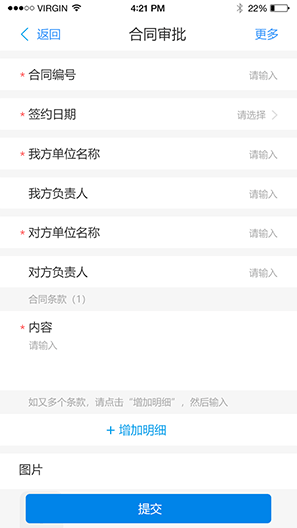 VIRGIN 4:21 PM 22%
返回 合同审批 更多
* 合同编号 请输入
* 签约日期 请选择
* 我方单位名称 请输入
我方负责人 请输入
* 对方单位名称 请输入
对方负责人 请输入
合同条款（1）
* 内容
请输入
如又多个条款，请点击“增加明细”，然后输入
+ 增加明细
图片
提交